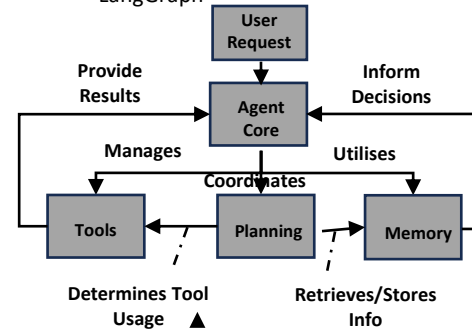 LangGraph
User
Request
Provide
Results
Inform
Decisions
Agent
Core
Manages
Utilises
Coordinates
Tools
Planning
Memory
Determines Tool
Usage
Retrieves/Stores
Info